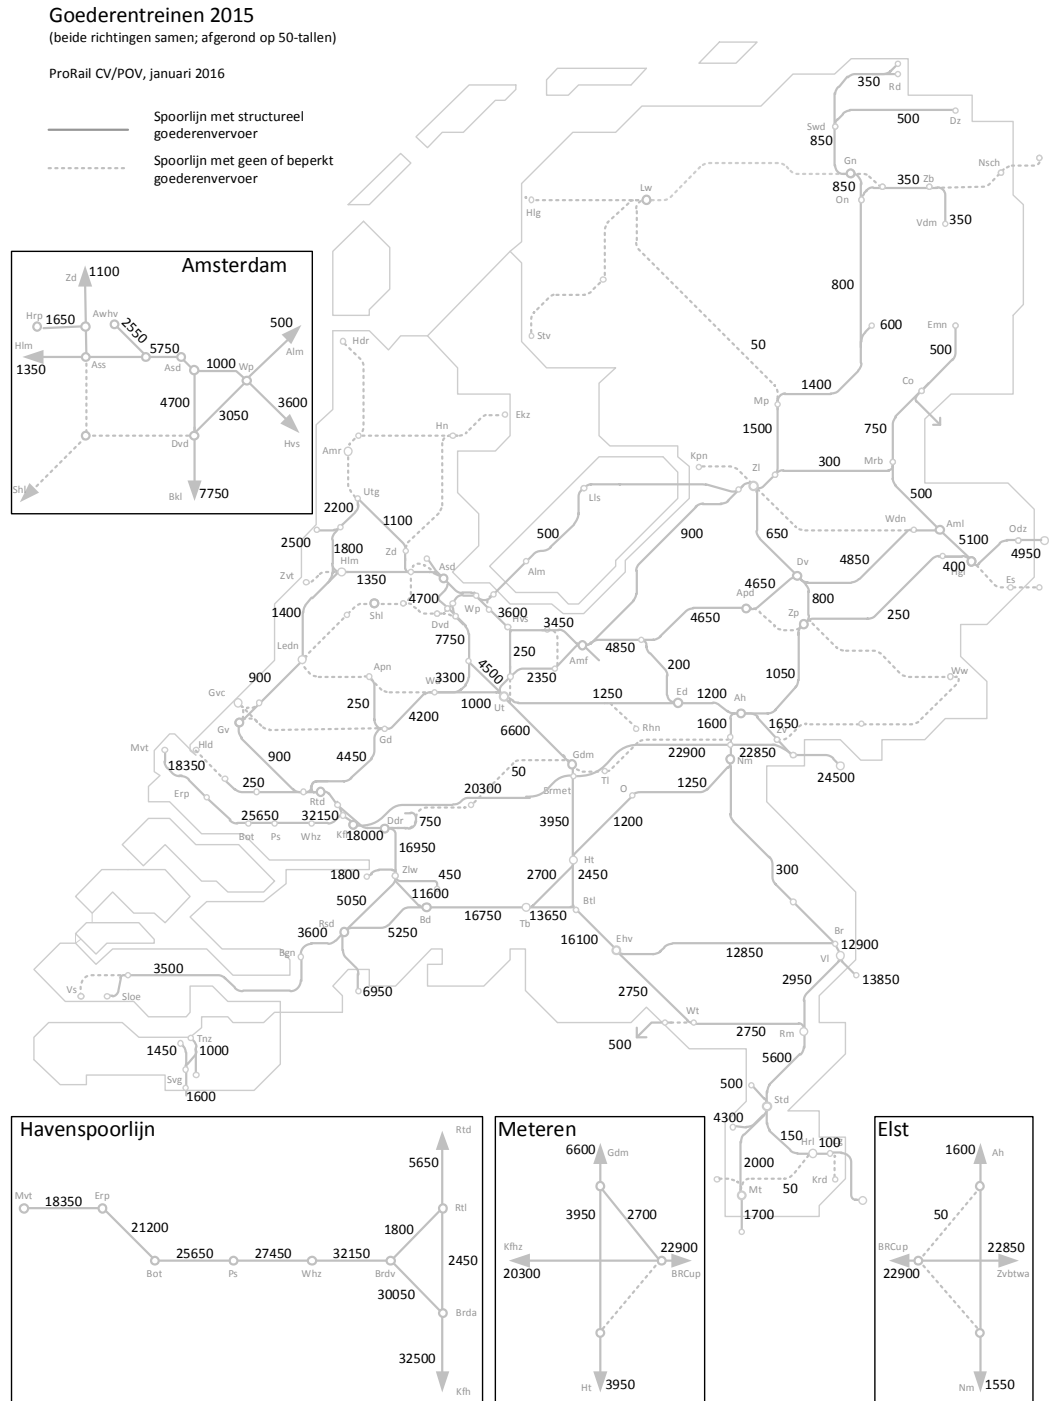 Goederentreinen 2015
(beide richtingen samen; afgerond op 50-tallen)
ProRail CV/POV, januari 2016
Spoorlijn met structureel
goederenvervoer
Spoorlijn met geen of beperkt
goederenvervoer
350
Rd
500
Dz
Swd
850
Gn
Nsch
850
350
Zb
On
Vdm
350
Lw
Hlg
800
600
Emn
500
Stv
50
1400
Co
Mp
1500
750
300
Mrb
Kpn
Zl
500
Lls
900
650
Wdn
Aml
5100
Odz
4950
400
Hgl
Es
4850
Dv
4650
800
250
Apd
4650
Zp
Amsterdam
Zd
1100
Hrp
1650
Awhv
2550
5750
500
Alm
Hlm
1350
Ass
Asd
1000
Wp
4700
3050
3600
Hvs
Dvd
Shl
Bkl
7750
Hdr
Ekz
Hn
Amr
Utg
2200
1100
2500
1800
Zd
Hlm
1350
Asd
500
Alm
Zvt
4700
Wp
3600
1400
Shl
Dvd
Hvs
3450
7750
4850
Amf
250
Ledn
4500
2350
200
1050
Ww
Apn
3300
900
Wd
1000
Ut
1250
Ed
1200
Ah
Gvc
250
4200
1600
1650
Gv
Gd
6600
Rhn
Zv
Mvt
Hld
900
4450
Gdm
22900
22850
Nm
24500
18350
50
Tl
250
Brmet
O
1250
Erp
Rtd
20300
25650
32150
750
3950
1200
Bot
Ps
Whz
Kfh
18000
Ddr
16950
Ht
1800
Zlw
450
2700
2450
300
5050
11600
Btl
Bd
16750
Tb
13650
Rsd
3600
5250
16100
Ehv
12850
Br
12900
Bgn
Vl
3500
2950
13850
Vs
Sloe
6950
2750
Wt
2750
Rm
500
5600
Tnz
1450
1000
Svg
1600
500
Std
4300
150
Hrl
100
2000
Krd
50
Mt
1700
Havenspoorlijn
Rtd
5650
Mvt
18350
Erp
Rtl
21200
1800
25650
27450
32150
2450
Bot
Ps
Whz
Brdv
30050
Brda
32500
Kfh
Meteren
6600
Gdm
3950
2700
Kfhz
22900
20300
BRCup
Ht
3950
Elst
1600
Ah
50
BRCup
22850
22900
Zvbtwa
Nm
1550